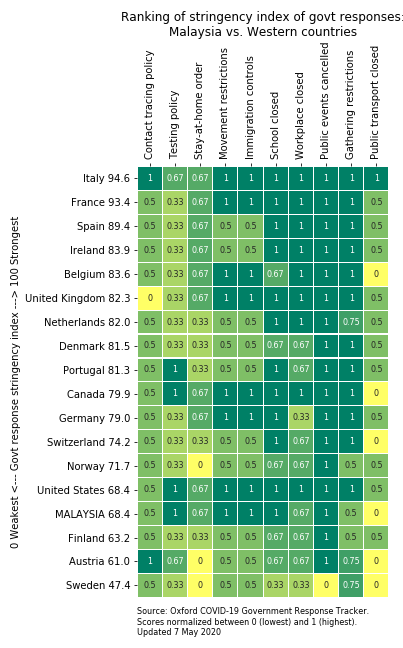 Ranking of stringency index of govt responses:
Malaysia vs. Western countries
0 Weakest <--- Govt response stringency index ---> 100 Strongest
Contact tracing policy
Testing policy
Stay-at-home order
Movement restrictions
Immigration controls
School closed
Workplace closed
Public events cancelled
Gathering restrictions
Public transport closed
Italy 94.6 1 0.67 0.67 1 1 1 1 1 1 1
France 93.4 0.5 0.33 0.67 1 1 1 1 1 1 0.5
Spain 89.4 0.5 0.33 0.67 0.5 0.5 1 1 1 1 0.5
Ireland 83.9 0.5 0.33 0.67 0.5 0.5 1 1 1 1 0.5
Belgium 83.6 0.5 0.33 0.67 1 1 0.67 1 1 1 0
United Kingdom 82.3 0 0.33 0.67 1 1 1 1 1 1 0.5
Netherlands 82.0 0.5 0.33 0.33 0.5 0.5 1 1 1 0.75 0.5
Denmark 81.5 0.5 0.33 0.33 0.5 0.5 0.67 0.67 1 1 0.5
Portugal 81.3 0.5 1 0.33 0.5 0.5 1 0.67 1 1 0.5
Canada 79.9 0.5 1 0.67 1 1 1 1 1 1 0
Germany 79.0 0.5 0.33 0.67 1 1 1 0.33 1 1 0.5
Switzerland 74.2 0.5 0.33 0.33 0.5 0.5 1 0.67 1 1 0
Norway 71.7 0.5 0.33 0 0.5 0.5 0.67 0.67 1 0.5 0.5
United States 68.4 0.5 1 0.67 1 1 1 1 1 1 0.5
MALAYSIA 68.4 0.5 1 0.67 1 1 1 0.67 1 0.5 0
Finland 63.2 0.5 0.33 0.33 0.5 0.5 0.67 0.67 1 0.5 0.5
Austria 61.0 1 0.67 0 0.5 0.5 0.67 0.67 1 0.75 0
Sweden 47.4 0.5 0.33 0 0.5 0.5 0.33 0.33 0 0.75 0
Source: Oxford COVID-19 Government Response Tracker.
Scores normalized between 0 (lowest) and 1 (highest).
Updated 7 May 2020